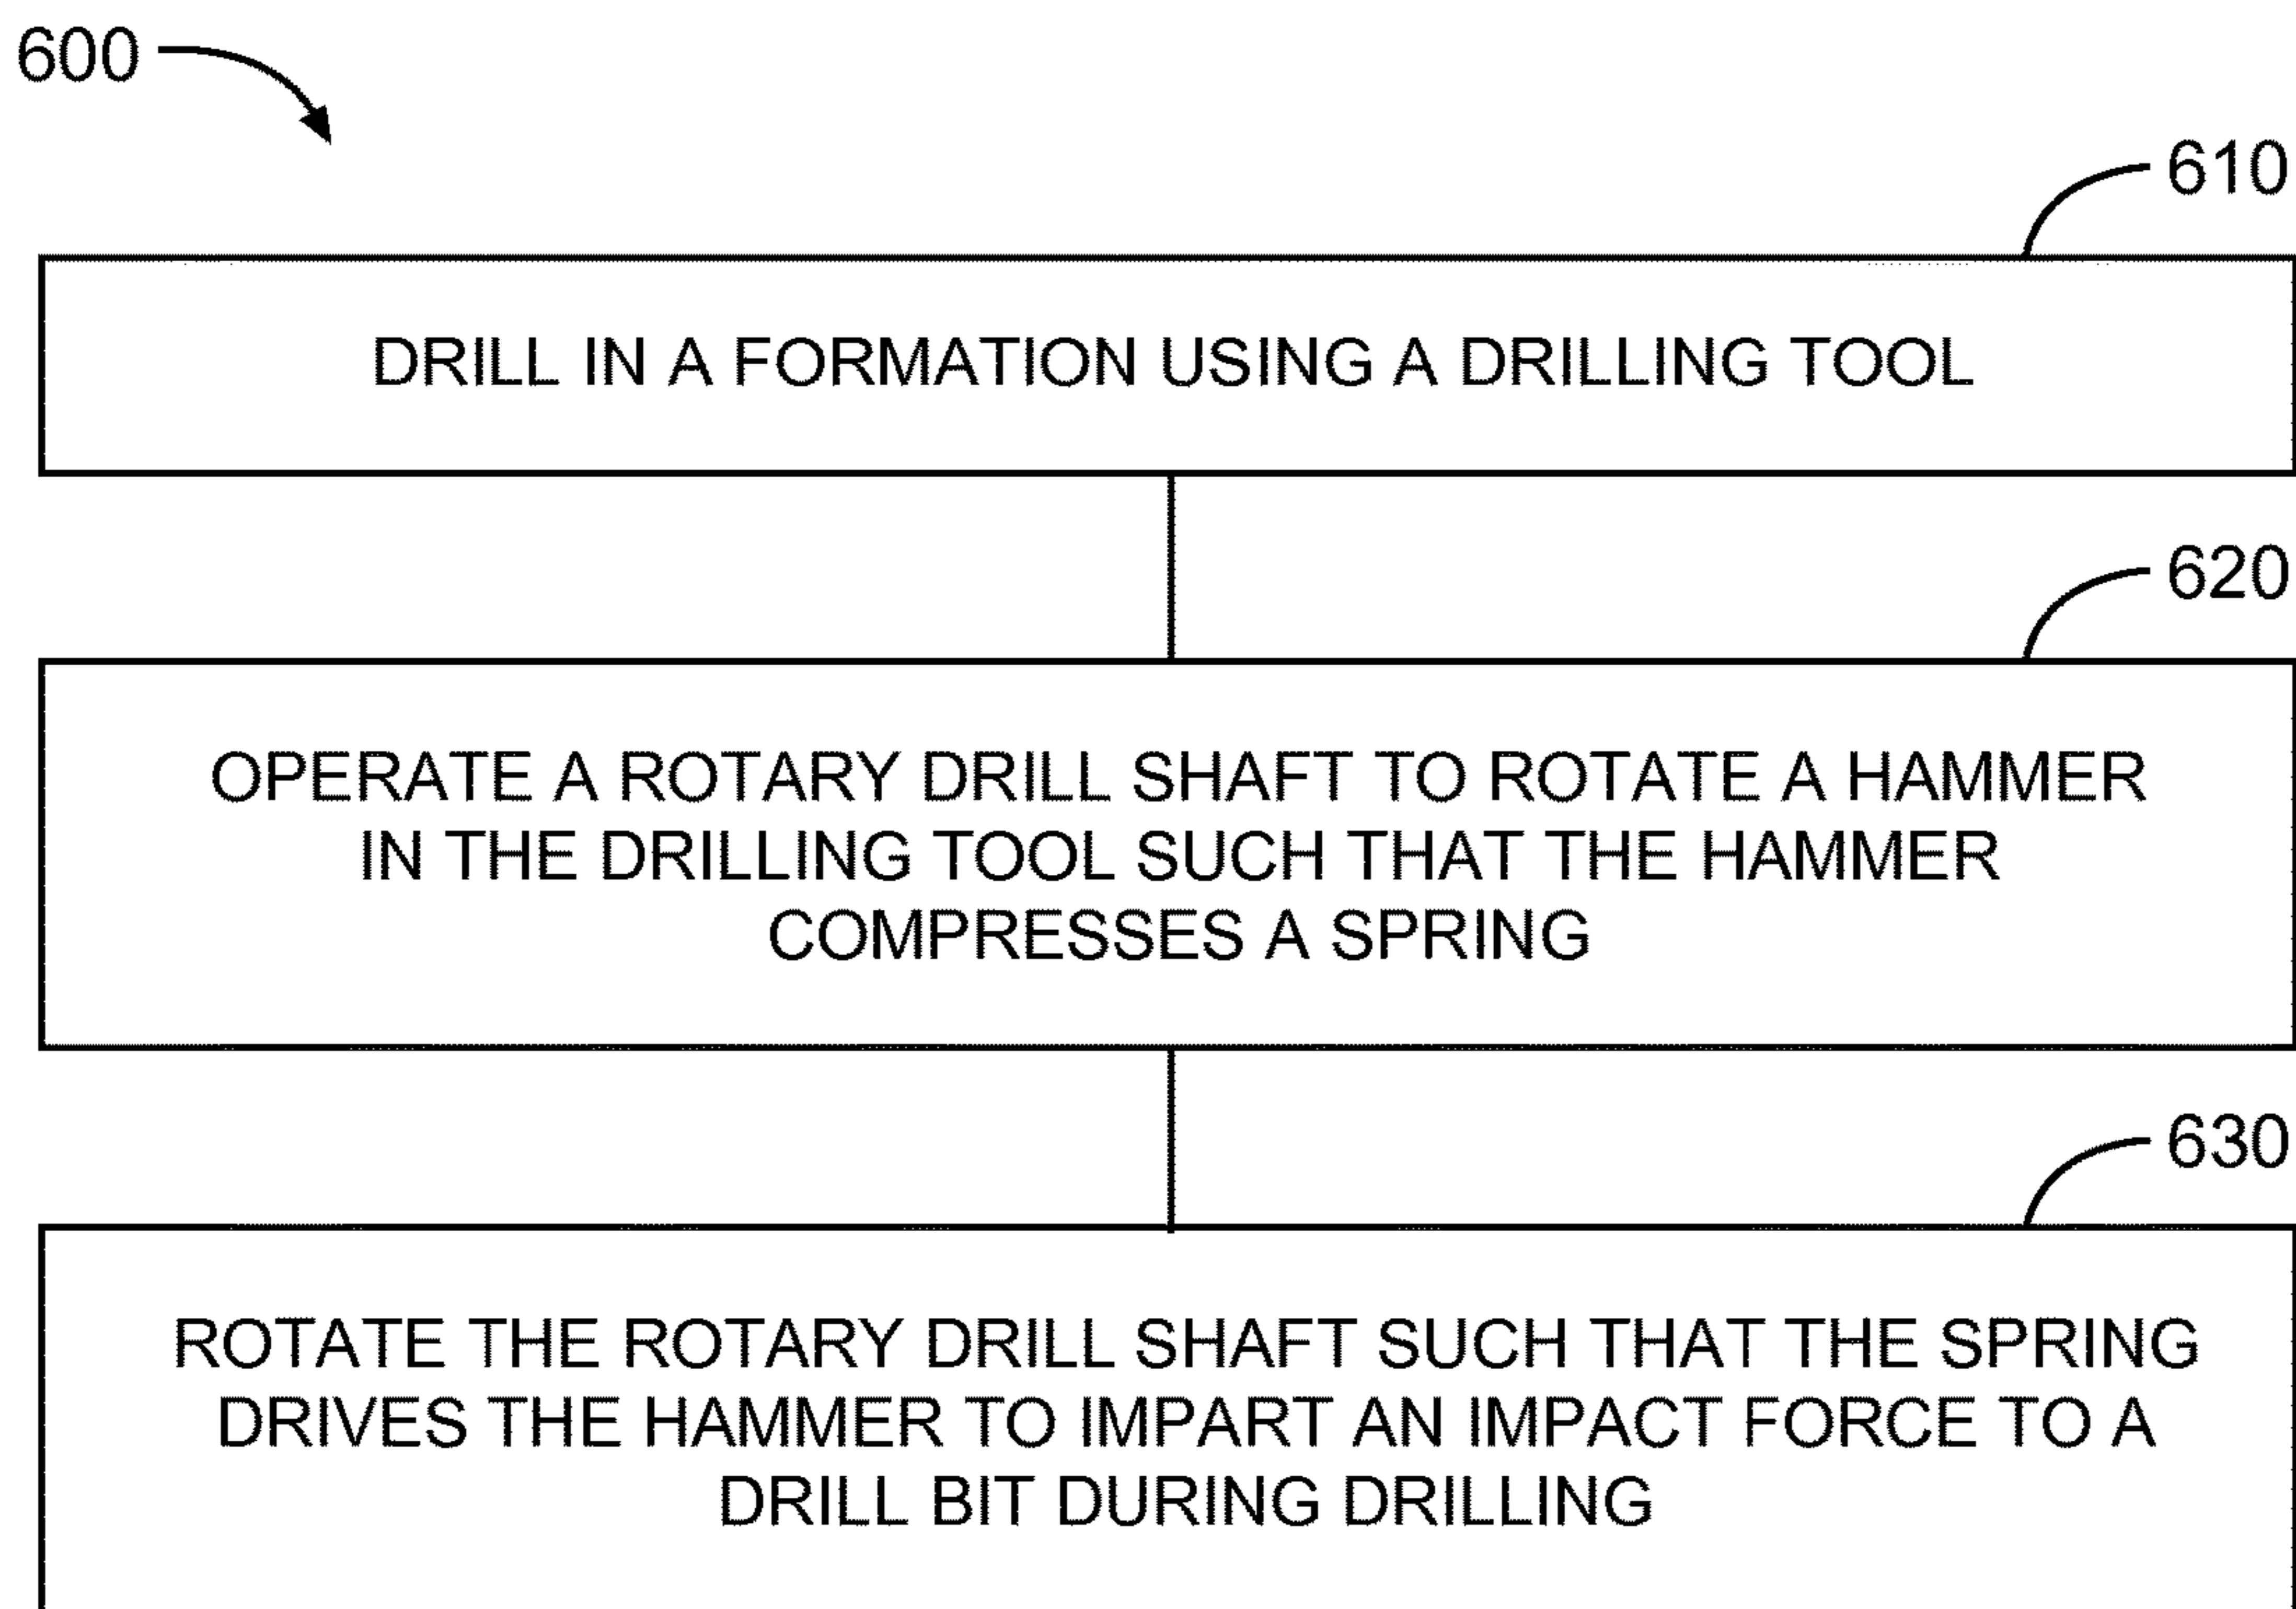 600
610
DRILL IN A FORMATION USING A DRILLING TOOL
620
OPERATE A ROTARY DRILL SHAFT TO ROTATE A HAMMER
IN THE DRILLING TOOL SUCH THAT THE HAMMER
COMPRESSES A SPRING
630
ROTATE THE ROTARY DRILL SHAFT SUCH THAT THE SPRING
DRIVES THE HAMMER TO IMPART AN IMPACT FORCE TO A
DRILL BIT DURING DRILLING